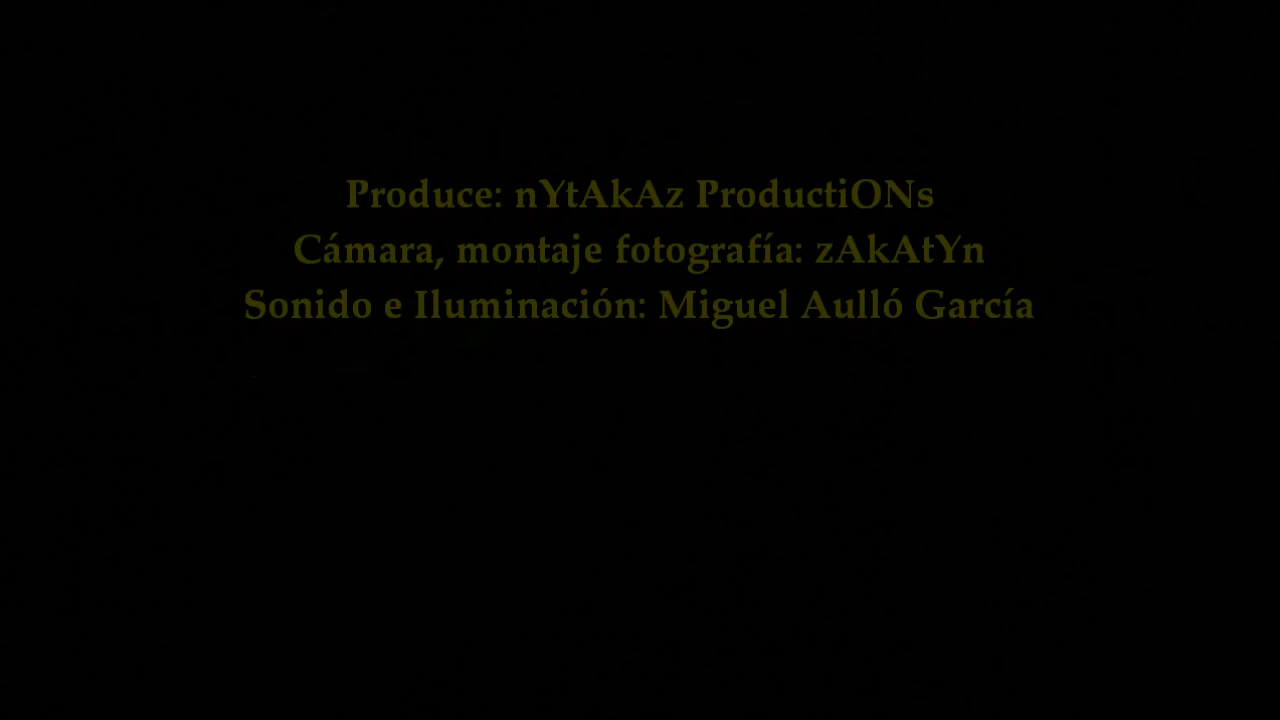 Produce: nYtAkAz ProductiONs
Cámara, montaje fotografía: zAkAtYn
Sonido e Iluminación: Miguel Aulló García